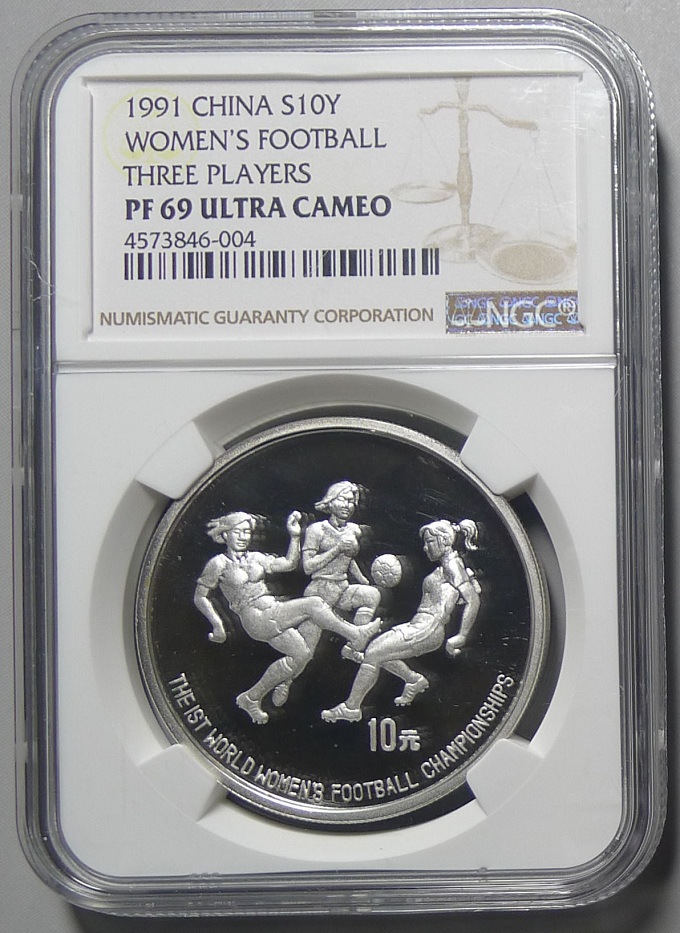 1991 CHINA S10Y
WOMEN'S FOOTBALL
THREE PLAYERS
PF 69 ULTRA CAMEO
4573846-004
NUMISMATIC GUARANTY CORPORATION
NGC®
10元
THE 1ST WORLD WOMEN'S FOOTBALL CHAMPIONSHIPS